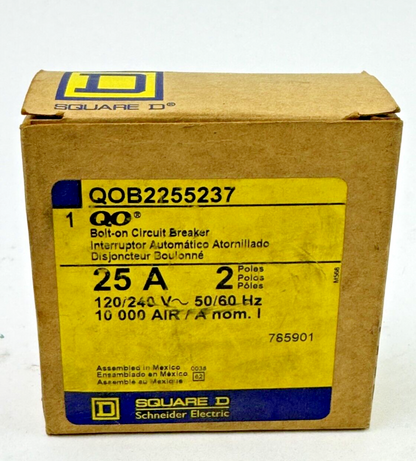 SQUARE D®
QOB2255237
1 QO®
Bolt-on Circuit Breaker
Interruptor Automático Atornillado
Disjoncteur Boulonné
25 A 2 Poles
Polos
Pôles
120/240 V~ 50/60 Hz
10 000 AIR / A nom. I
765901
Assembled in Mexico
Ensamblado en Mexico
Assemblé au Mexique
SQUARE D
Schneider Electric